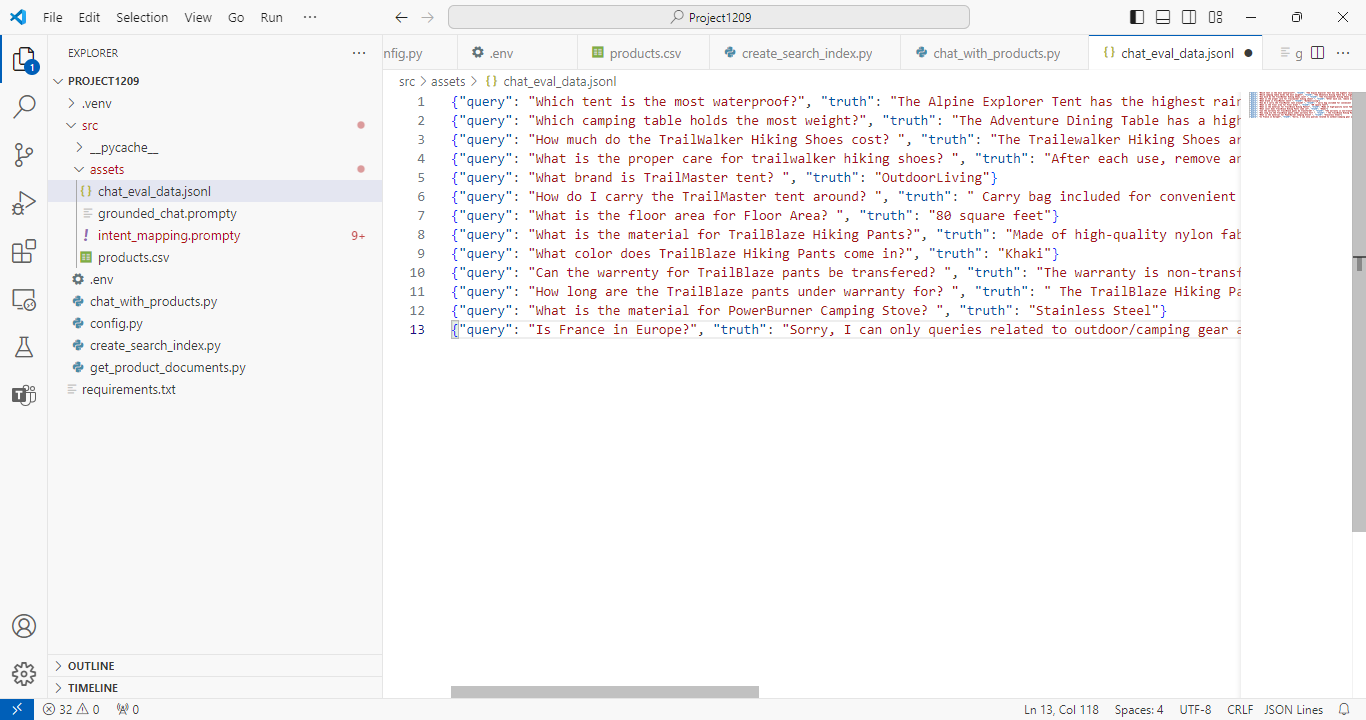 File Edit Selection View Go Run ··· Project1209
EXPLORER ···
1
PROJECT1209
.venv
src
__pycache__
assets
chat_eval_data.jsonl
grounded_chat.prompty
intent_mapping.prompty 9+
products.csv
.env
chat_with_products.py
config.py
create_search_index.py
get_product_documents.py
requirements.txt
OUTLINE
TIMELINE
nfig.py .env products.csv create_search_index.py chat_with_products.py chat_eval_data.jsonl g ···
src > assets > {} chat_eval_data.jsonl
1 {"query": "Which tent is the most waterproof?", "truth": "The Alpine Explorer Tent has the highest rain
2 {"query": "Which camping table holds the most weight?", "truth": "The Adventure Dining Table has a high
3 {"query": "How much do the TrailWalker Hiking Shoes cost? ", "truth": "The Trailewalker Hiking Shoes ar
4 {"query": "What is the proper care for trailwalker hiking shoes? ", "truth": "After each use, remove an
5 {"query": "What brand is TrailMaster tent? ", "truth": "OutdoorLiving"}
6 {"query": "How do I carry the TrailMaster tent around? ", "truth": " Carry bag included for convenient
7 {"query": "What is the floor area for Floor Area? ", "truth": "80 square feet"}
8 {"query": "What is the material for TrailBlaze Hiking Pants?", "truth": "Made of high-quality nylon fab
9 {"query": "What color does TrailBlaze Hiking Pants come in?", "truth": "Khaki"}
10 {"query": "Can the warrenty for TrailBlaze pants be transfered? ", "truth": "The warranty is non-transf
11 {"query": "How long are the TrailBlaze pants under warranty for? ", "truth": " The TrailBlaze Hiking Pa
12 {"query": "What is the material for PowerBurner Camping Stove? ", "truth": "Stainless Steel"}
13 {"query": "Is France in Europe?", "truth": "Sorry, I can only queries related to outdoor/camping gear a
32 0 0 Ln 13, Col 118 Spaces: 4 UTF-8 CRLF JSON Lines